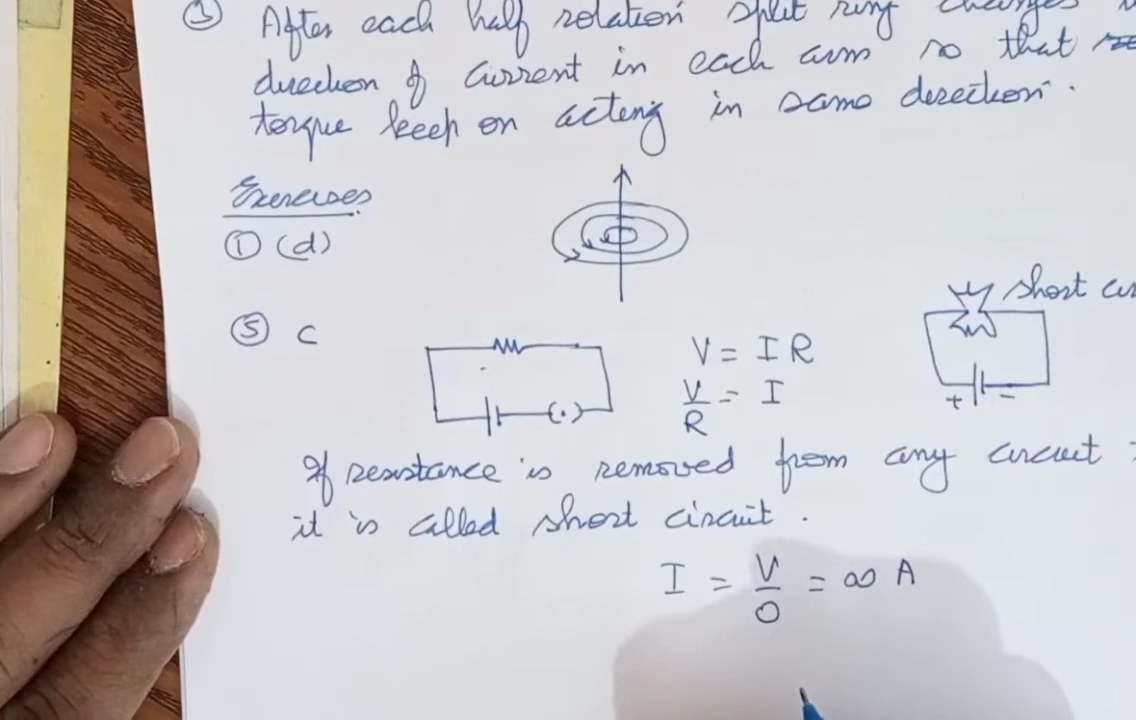 ③ After each half rotation split ring changes
direction of current in each arm so that
torque keep on acting in same direction.
Exercises
① (d)
short
⑤ c
V = I R
V/R = I
+ -
If resistance is removed from any circuit
it is called short circuit.
I = V/0 = ∞ A